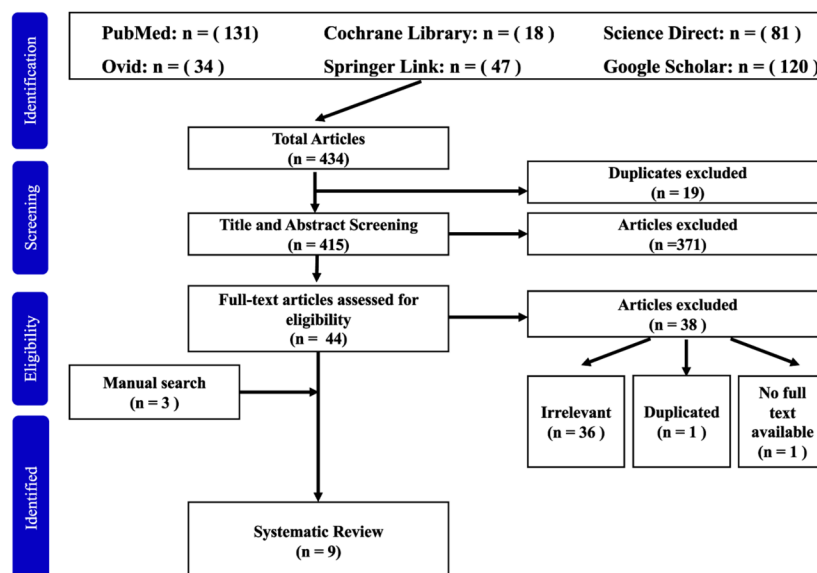 Identification
PubMed: n = ( 131) Cochrane Library: n = ( 18 ) Science Direct: n = ( 81 )
Ovid: n = ( 34 ) Springer Link: n = ( 47 ) Google Scholar: n = ( 120 )
Total Articles
(n = 434)
Screening
Duplicates excluded
(n = 19)
Title and Abstract Screening
(n = 415)
Articles excluded
(n =371)
Eligibility
Full-text articles assessed for
eligibility
(n = 44)
Articles excluded
(n = 38 )
Manual search
(n = 3 )
Irrelevant
(n = 36 )
Duplicated
(n = 1 )
No full
text
available
(n = 1 )
Identified
Systematic Review
(n = 9)